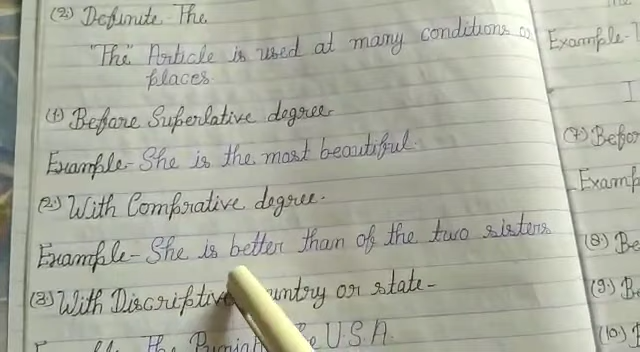 (2) Definite The
"The" Article is used at many conditions or
places.
(1) Before Superlative degree
Example- She is the most beautiful.
(2) With Comprative degree.
Example- She is better than of the two sisters
(3) With Discriptive untry or state-
The U.S.A.
Example-
I
(7) Befor
Examp
(8) Be
(9) Be
(10)